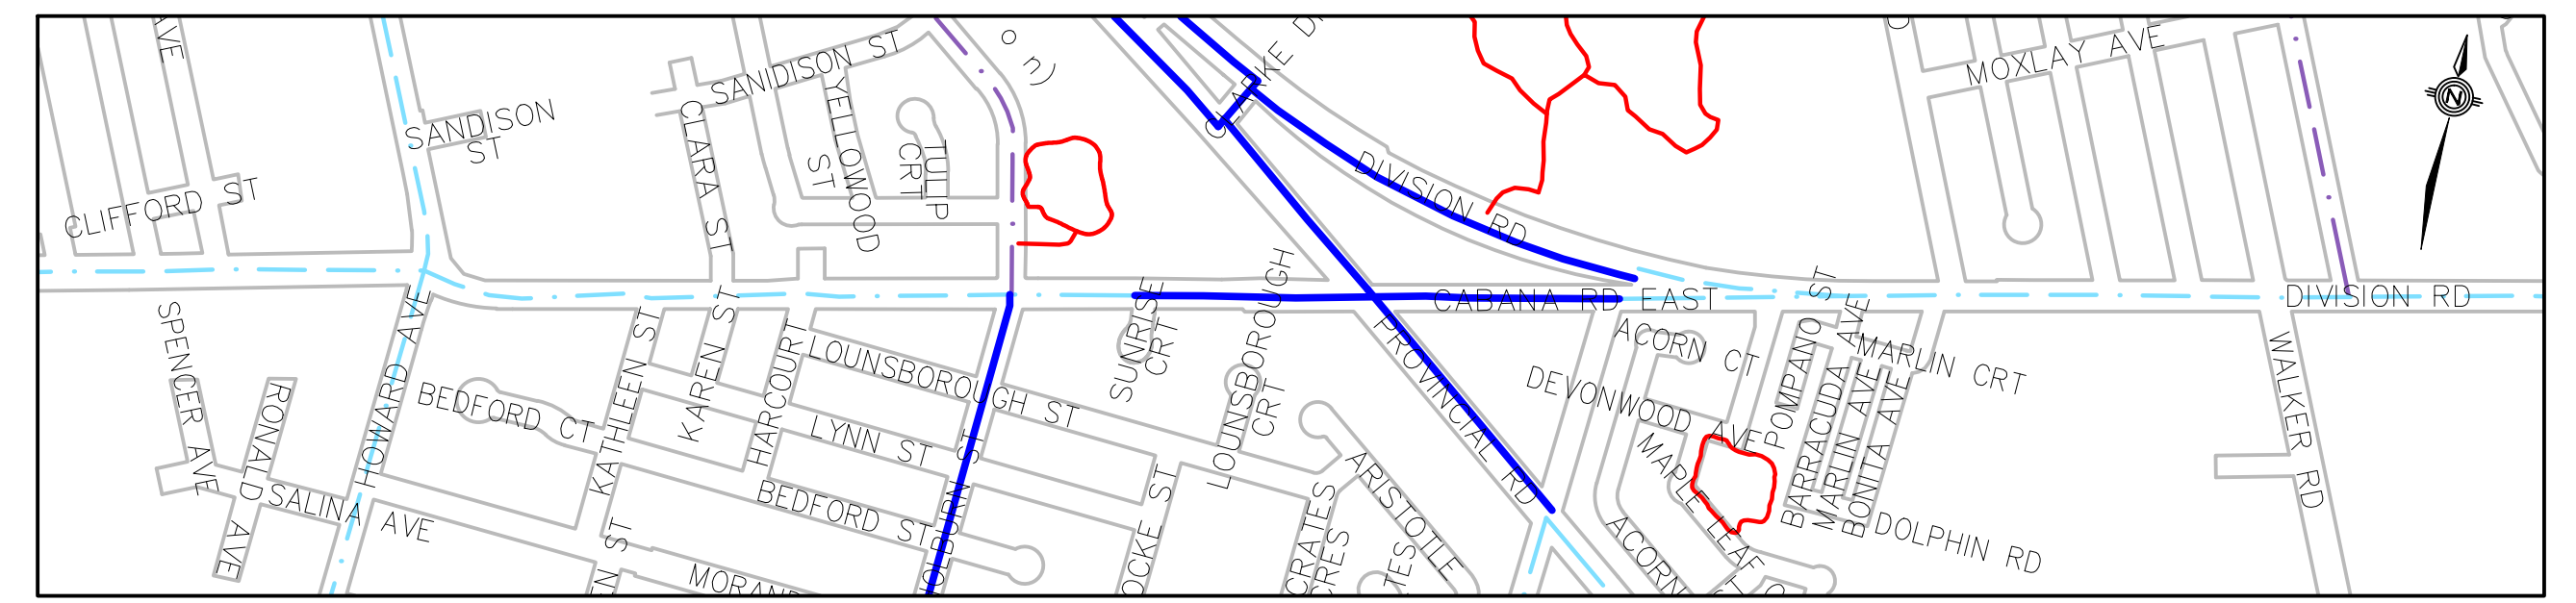 AVE
SANDISON
ST
CLIFFORD ST
SANIDISON ST
CLARA ST
YELLOWOOD
ST
TULIP
CRT
on)
DIVISION RD
MOXLAY AVE
N
CABANA RD EAST
DIVISION RD
SPENCER AVE
RONALD AVE
HOWARD AVE
SALINA AVE
BEDFORD CT
KATHLEEN ST
KAREN ST
HARCOURT
LOUNSBOROUGH ST
LYNN ST
BEDFORD ST
SUNRISE
CRT
LOUNSBOROUGH
CRT
PROVINCIAL RD
ARISTOTLE
ACORN CT
DEVONWOOD AVE
MAPLE LEAF
ACORN
POMPANO ST
BARRACUDA AVE
MARLIN AVE
BONITA AVE
MARLIN CRT
DOLPHIN RD
WALKER RD